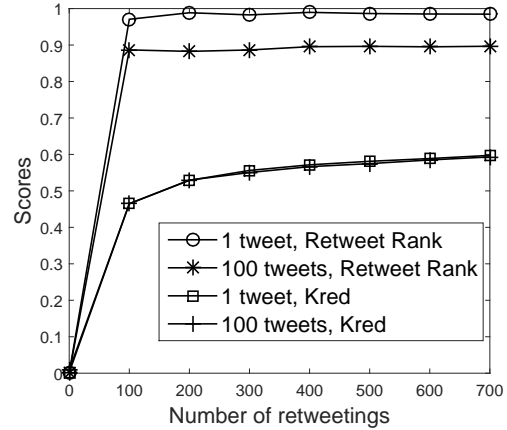 1
0.9
0.8
0.7
0.6
0.5
0.4
0.3
0.2
0.1
0
Scores
1 tweet, Retweet Rank
100 tweets, Retweet Rank
1 tweet, Kred
100 tweets, Kred
0 100 200 300 400 500 600 700
Number of retweetings